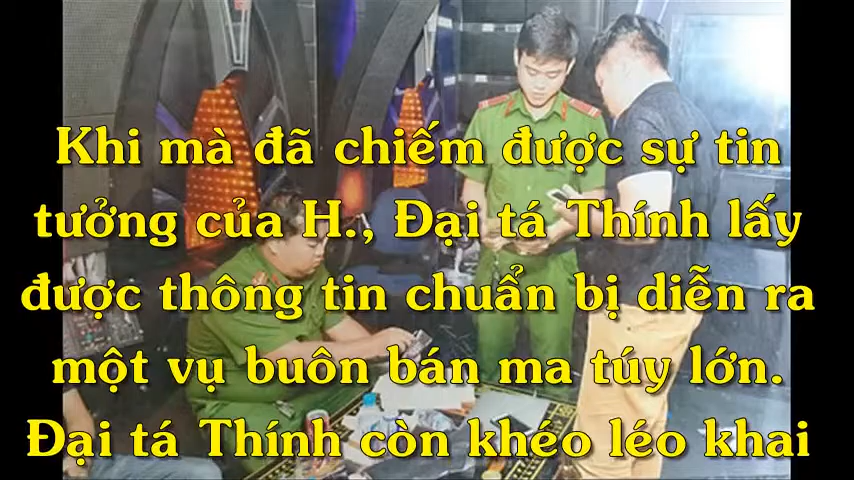 Khi mà đã chiếm được sự tin
tưởng của H., Đại tá Thính lấy
được thông tin chuẩn bị diễn ra
một vụ buôn bán ma túy lớn.
Đại tá Thính còn khéo léo khai